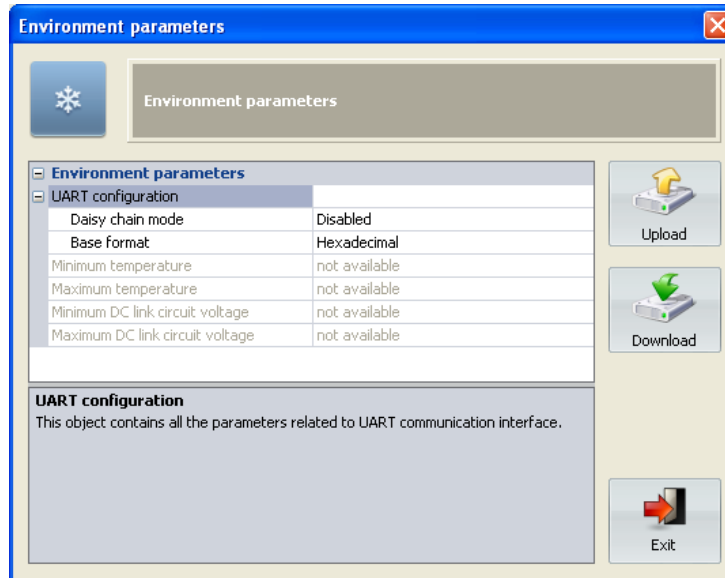 Environment parameters
Environment parameters
Environment parameters
UART configuration
Daisy chain mode Disabled
Base format Hexadecimal
Minimum temperature not available
Maximum temperature not available
Minimum DC link circuit voltage not available
Maximum DC link circuit voltage not available
Upload
Download
UART configuration
This object contains all the parameters related to UART communication interface.
Exit